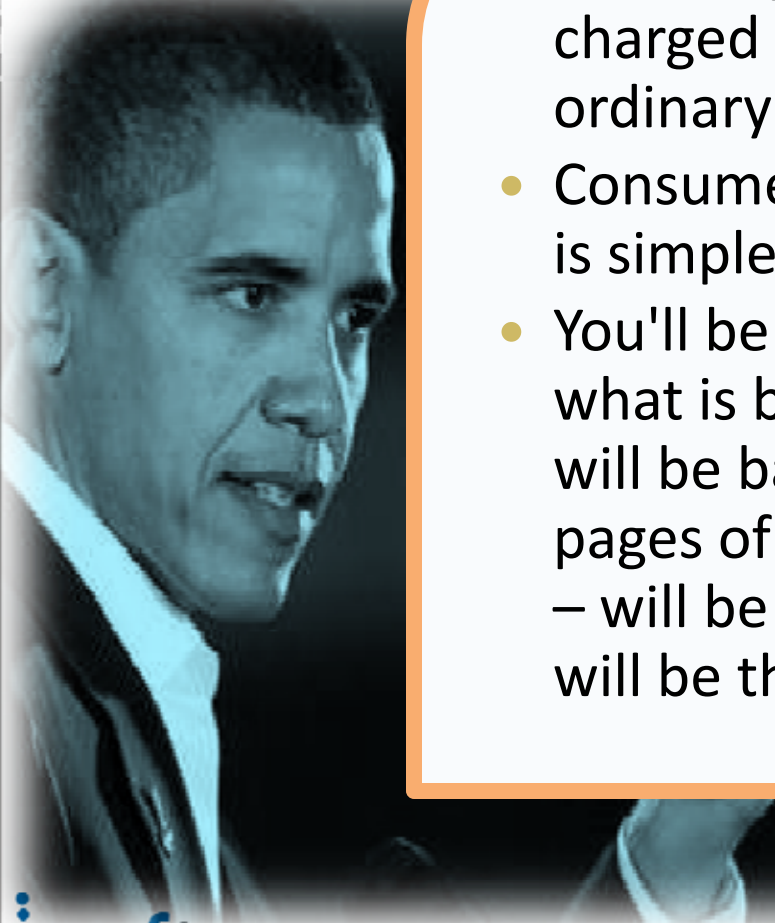 charged
ordinary
• Consume
is simple
• You'll be
what is b
will be ba
pages of
– will be
will be th